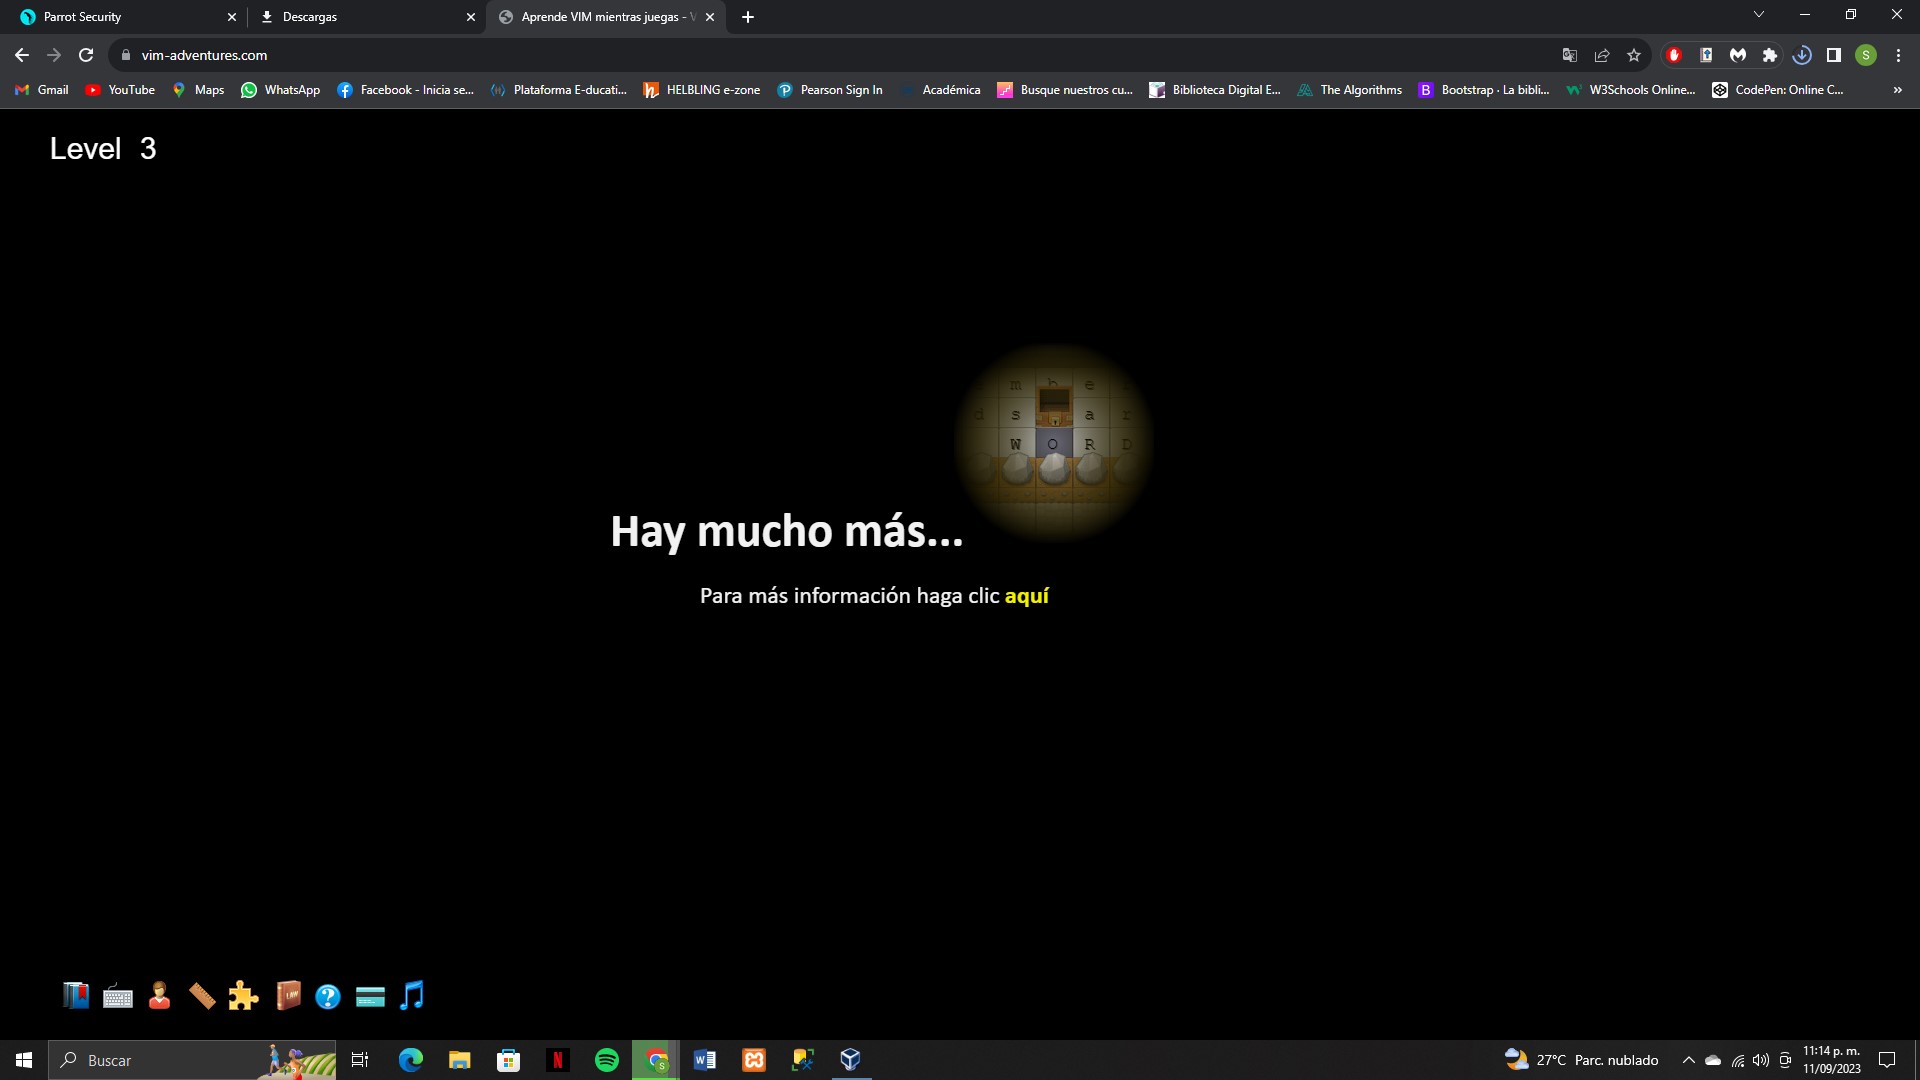 Parrot Security
Descargas
Aprende VIM mientras juegas - V
vim-adventures.com
S
Gmail
YouTube
Maps
WhatsApp
Facebook - Inicia se...
Plataforma E-ducati...
HELBLING e-zone
Pearson Sign In
Académica
Busque nuestros cu...
Biblioteca Digital E...
The Algorithms
Bootstrap · La bibli...
W3Schools Online...
CodePen: Online C...
»
Level 3
m b e
d s a r
W O R D
Hay mucho más...
Para más información haga clic aquí
LAW
Buscar
27°C Parc. nublado
11:14 p. m.
11/09/2023